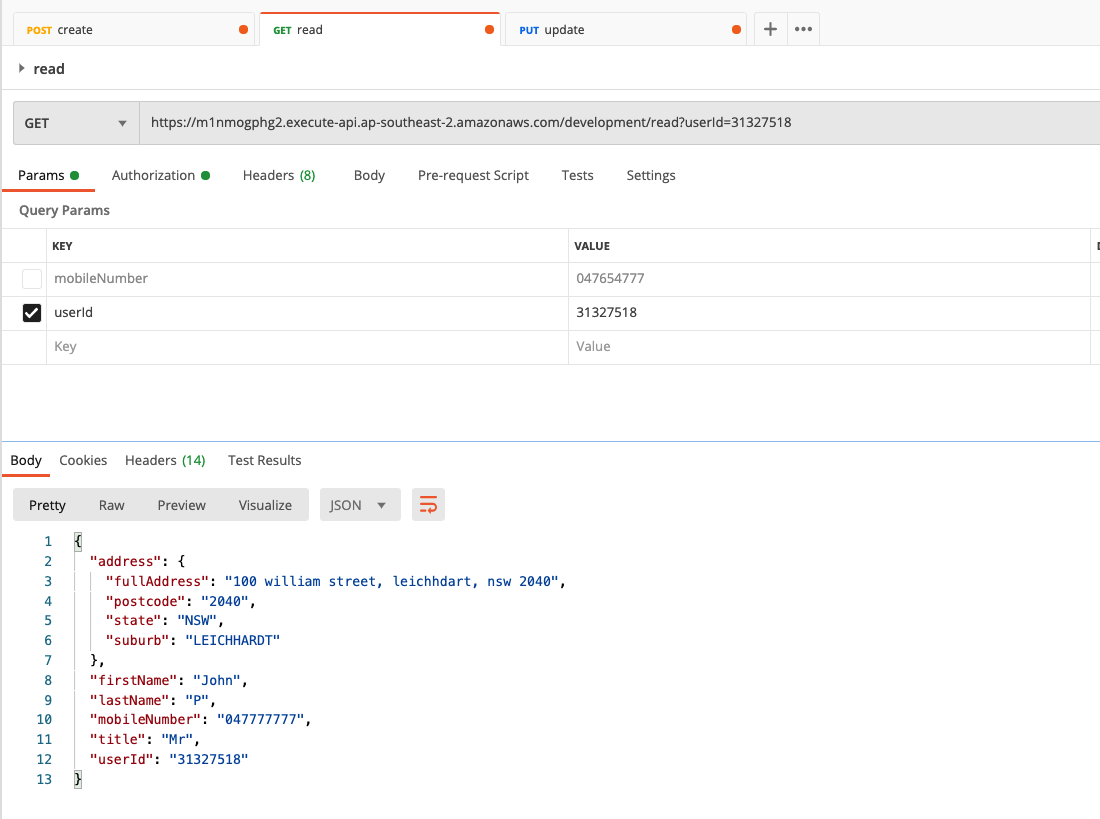 POST create GET read PUT update + •••
read
GET https://m1nmogphg2.execute-api.ap-southeast-2.amazonaws.com/development/read?userId=31327518
Params Authorization Headers (8) Body Pre-request Script Tests Settings
Query Params
KEY VALUE
mobileNumber 047654777
userId 31327518
Key Value
Body Cookies Headers (14) Test Results
Pretty Raw Preview Visualize JSON
1 {
2 "address": {
3 "fullAddress": "100 william street, leichhdart, nsw 2040",
4 "postcode": "2040",
5 "state": "NSW",
6 "suburb": "LEICHHARDT"
7 },
8 "firstName": "John",
9 "lastName": "P",
10 "mobileNumber": "047777777",
11 "title": "Mr",
12 "userId": "31327518"
13 }